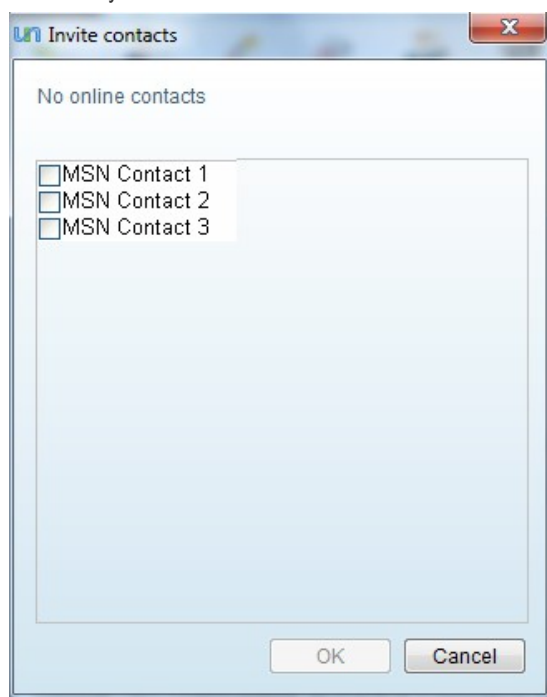 Invite contacts
No online contacts
MSN Contact 1
MSN Contact 2
MSN Contact 3
OK
Cancel